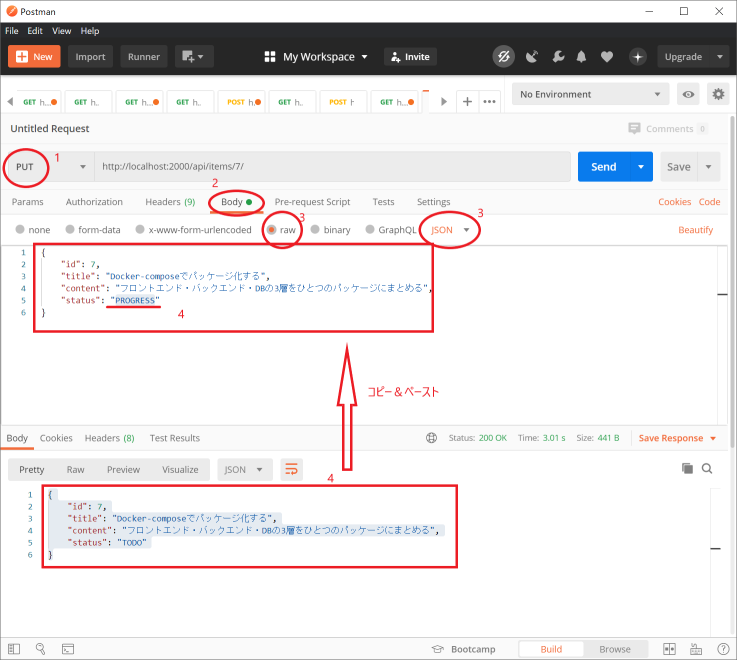 Postman
File Edit View Help
New Import Runner My Workspace Invite Upgrade
GET h... GET h.. GET h... GET h.. POST h. GET h.. POST h GET h... No Environment
Untitled Request Comments 0
PUT 1 http://localhost:2000/api/items/7/ Send Save
2
Params Authorization Headers (9) Body Pre-request Script Tests Settings Cookies Code
3 3
none form-data x-www-form-urlencoded raw binary GraphQL JSON Beautify
1 {
2 "id": 7,
3 "title": "Docker-composeでパッケージ化する",
4 "content": "フロントエンド・バックエンド・DBの3層をひとつのパッケージにまとめる",
5 "status": "PROGRESS"
6 }
4
コピー＆ペースト
Body Cookies Headers (8) Test Results Status: 200 OK Time: 3.01 s Size: 441 B Save Response
Pretty Raw Preview Visualize JSON
4
1 {
2 "id": 7,
3 "title": "Docker-composeでパッケージ化する",
4 "content": "フロントエンド・バックエンド・DBの3層をひとつのパッケージにまとめる",
5 "status": "TODO"
6 }
Bootcamp Build Browse